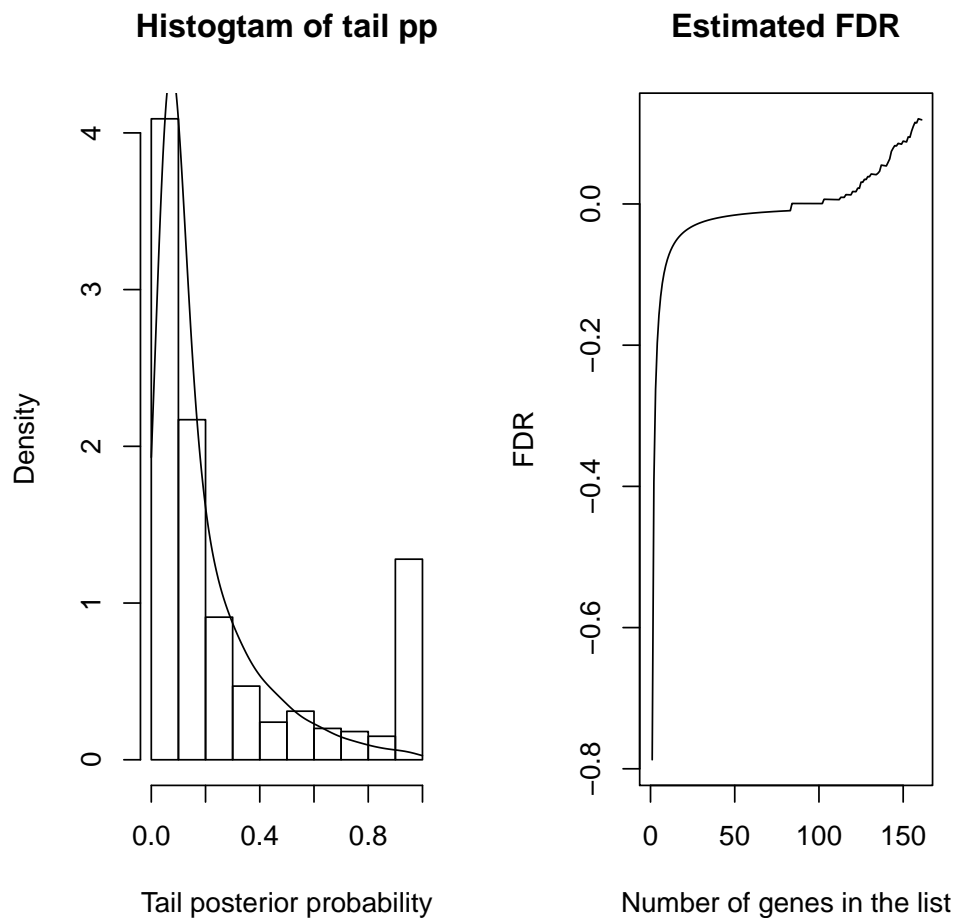 Histogtam of tail pp
Density
4
3
2
1
0
0.0 0.4 0.8
Tail posterior probability
Estimated FDR
FDR
0.0
−0.2
−0.4
−0.6
−0.8
0 50 100 150
Number of genes in the list